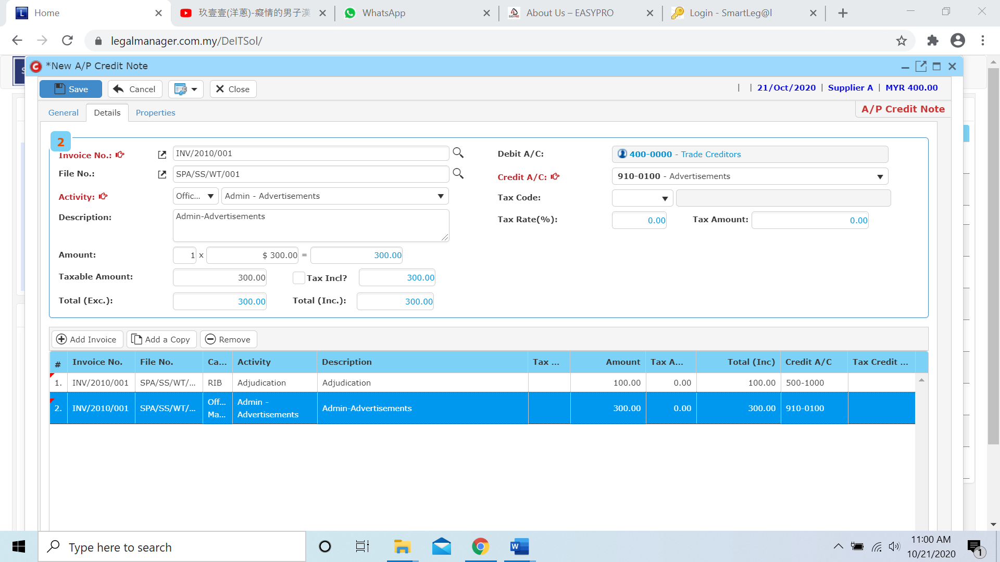 Home
玖壹壹(洋蔥)-癡情的男子漢
WhatsApp
About Us – EASYPRO
Login - SmartLeg@l
legalmanager.com.my/DeITSol/
*New A/P Credit Note
Save
Cancel
Close
| | 21/Oct/2020 | Supplier A | MYR 400.00
General
Details
Properties
A/P Credit Note
2
Invoice No.:
INV/2010/001
Debit A/C:
400-0000 - Trade Creditors
File No.:
SPA/SS/WT/001
Credit A/C:
910-0100 - Advertisements
Activity:
Offic...
Admin - Advertisements
Tax Code:
Description:
Admin-Advertisements
Tax Rate(%):
0.00
Tax Amount:
0.00
Amount:
1 x $ 300.00 = 300.00
Taxable Amount:
300.00
Tax Incl?
300.00
Total (Exc.):
300.00
Total (Inc.):
300.00
Add Invoice
Add a Copy
Remove
# Invoice No. File No. Ca... Activity Description Tax ... Amount Tax A... Total (Inc) Credit A/C Tax Credit ...
1. INV/2010/001 SPA/SS/WT/... RIB Adjudication Adjudication 100.00 0.00 100.00 500-1000
2. INV/2010/001 SPA/SS/WT/... Off... Ma... Admin - Advertisements Admin-Advertisements 300.00 0.00 300.00 910-0100
Type here to search
11:00 AM
10/21/2020
1